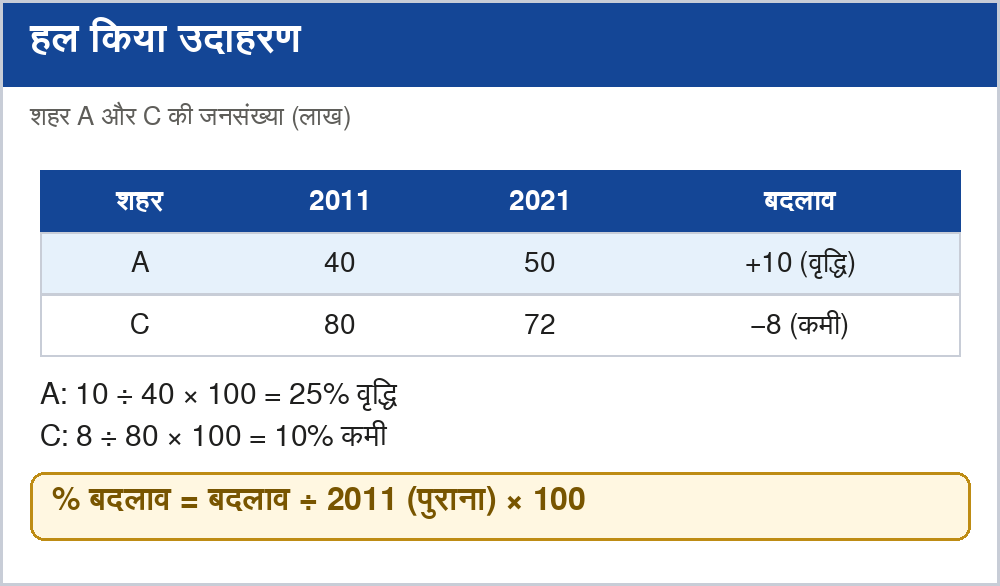 हल किया उदाहरण
शहर A और C की जनसंख्या (लाख)
शहर 2011 2021 बदलाव
A 40 50 +10 (वृद्धि)
C 80 72 −8 (कमी)
A: 10 ÷ 40 × 100 = 25% वृद्धि
C: 8 ÷ 80 × 100 = 10% कमी
% बदलाव = बदलाव ÷ 2011 (पुराना) × 100